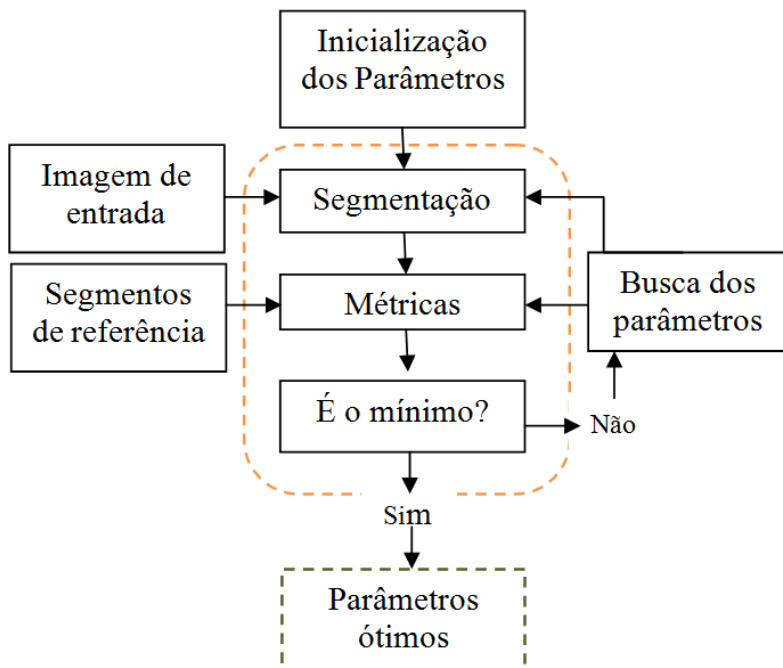 Inicialização
dos Parâmetros
Imagem de
entrada
Segmentação
Segmentos
de referência
Métricas
Busca dos
parâmetros
É o mínimo?
Não
Sim
Parâmetros
ótimos